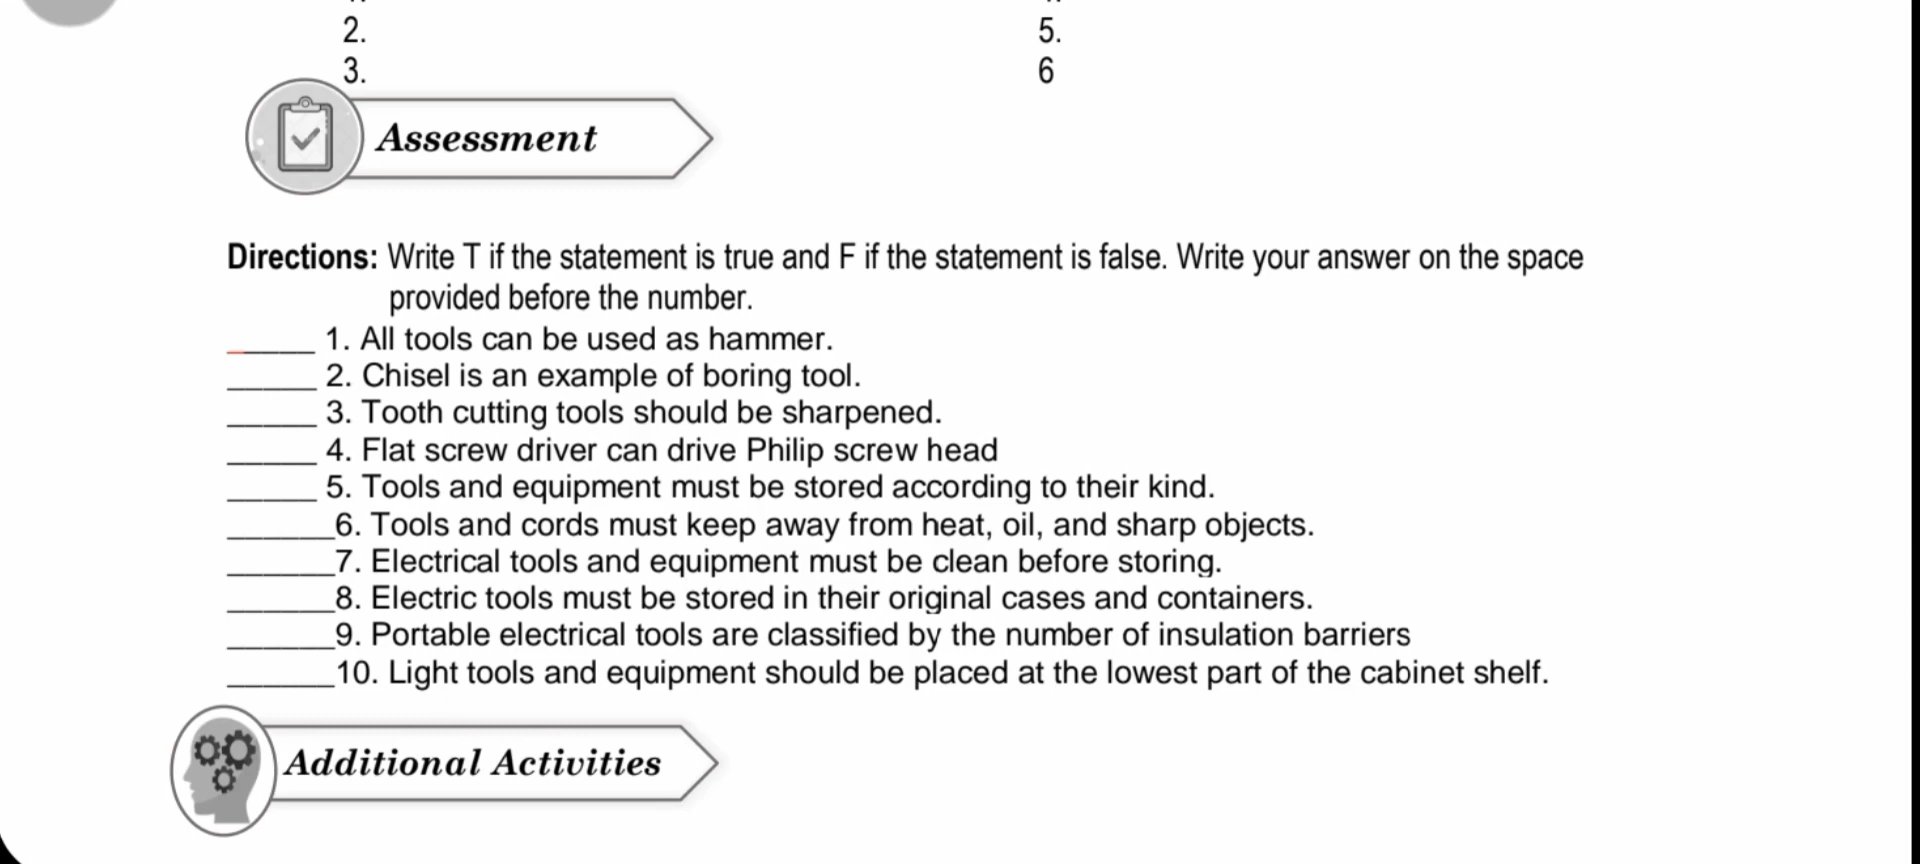 2.
5.
3.
6
Assessment
Directions: Write T if the statement is true and F if the statement is false. Write your answer on the space
provided before the number.
_____ 1. All tools can be used as hammer.
_____ 2. Chisel is an example of boring tool.
_____ 3. Tooth cutting tools should be sharpened.
_____ 4. Flat screw driver can drive Philip screw head
_____ 5. Tools and equipment must be stored according to their kind.
______6. Tools and cords must keep away from heat, oil, and sharp objects.
______7. Electrical tools and equipment must be clean before storing.
______8. Electric tools must be stored in their original cases and containers.
______9. Portable electrical tools are classified by the number of insulation barriers
______10. Light tools and equipment should be placed at the lowest part of the cabinet shelf.
Additional Activities